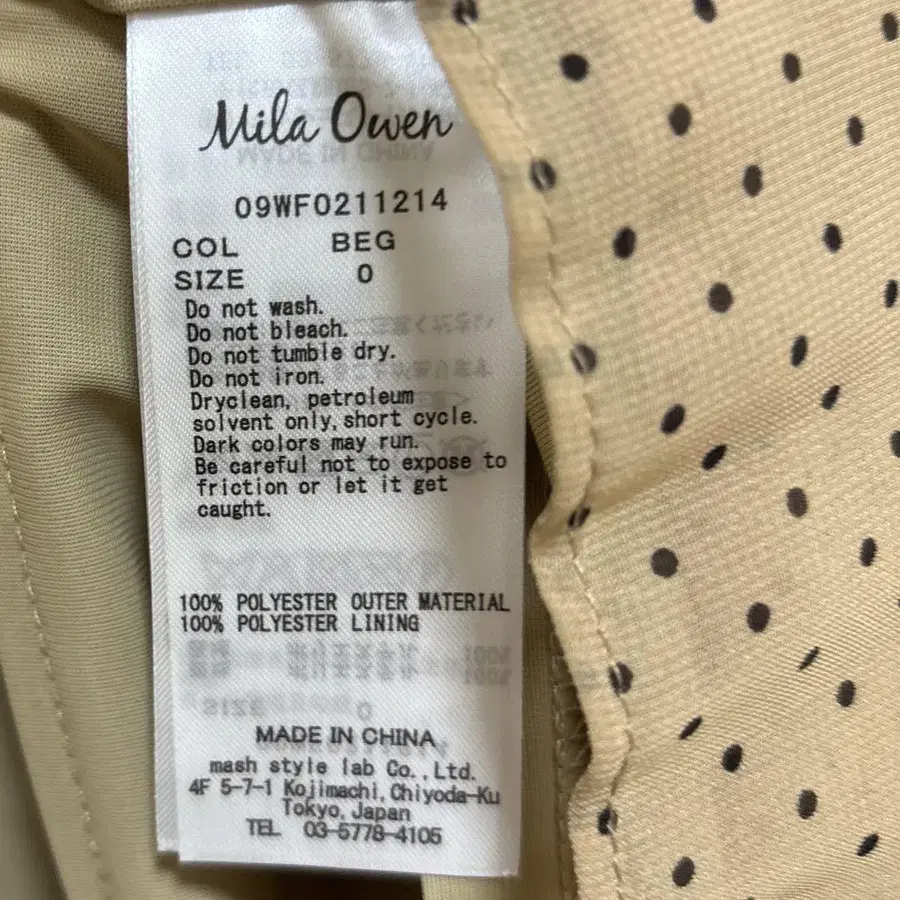 Mila Owen
09WF0211214
COL BEG
SIZE 0
Do not wash.
Do not bleach.
Do not tumble dry.
Do not iron.
Dryclean, petroleum
solvent only, short cycle.
Dark colors may run.
Be careful not to expose to
friction or let it get
caught.
100% POLYESTER OUTER MATERIAL
100% POLYESTER LINING
MADE IN CHINA
mash style lab Co.,Ltd.
4F 5-7-1 Kojimachi, Chiyoda-Ku
Tokyo, Japan
TEL 03-5778-4105